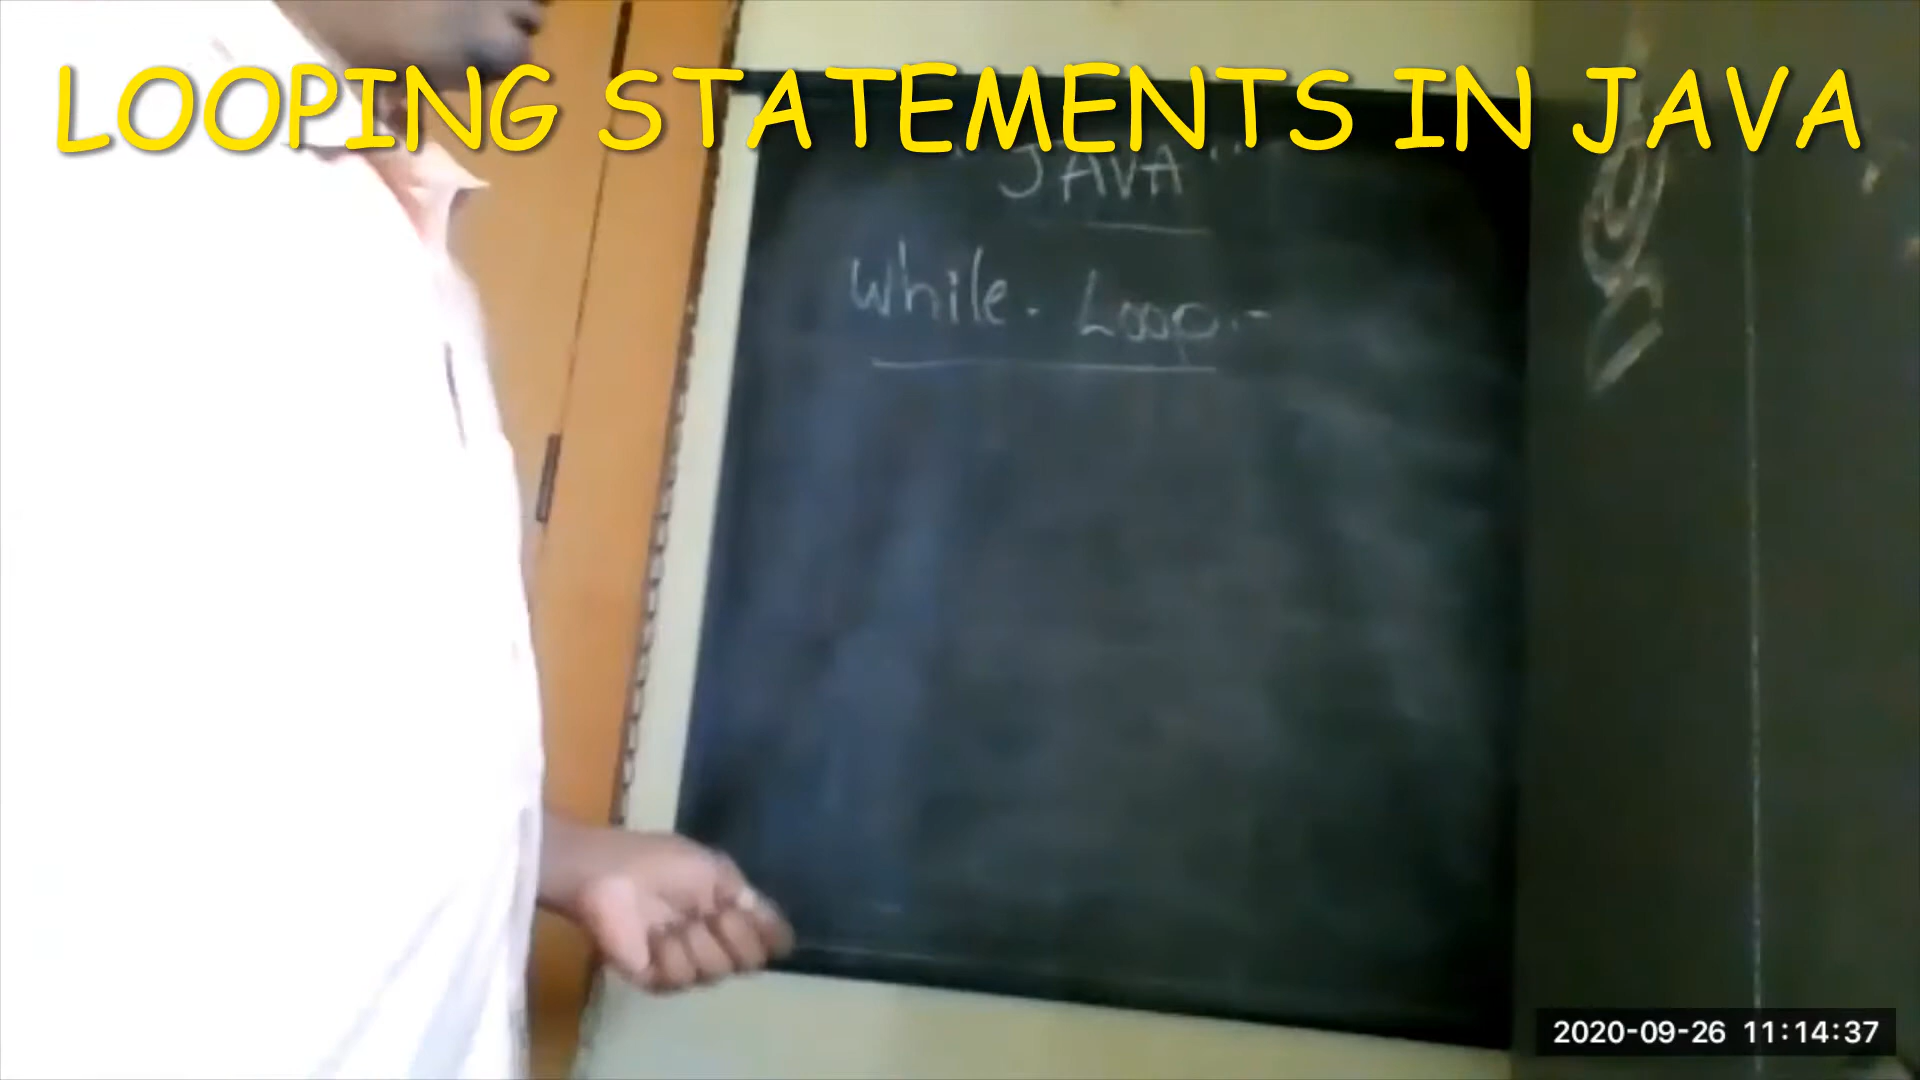 LOOPING STATEMENTS IN JAVA
JAVA
While. Loop.-
2020-09-26 11:14:37